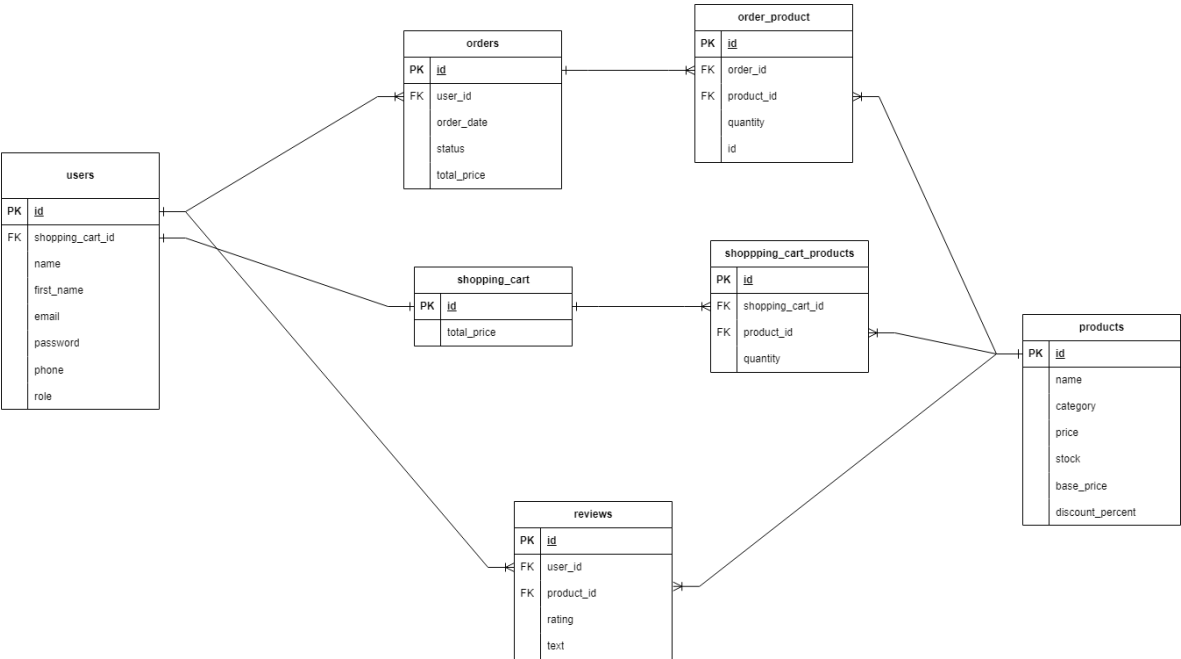 order_product
PK id
FK order_id
FK product_id
quantity
id
orders
PK id
FK user_id
order_date
status
total_price
users
PK id
FK shopping_cart_id
name
first_name
email
password
phone
role
shopping_cart
PK id
total_price
shoppping_cart_products
PK id
FK shopping_cart_id
FK product_id
quantity
products
PK id
name
category
price
stock
base_price
discount_percent
reviews
PK id
FK user_id
FK product_id
rating
text